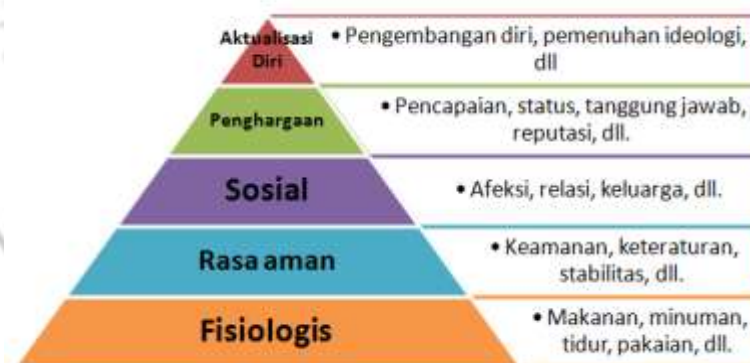 Aktualisasi
Diri
• Pengembangan diri, pemenuhan ideologi,
dll
Penghargaan
• Pencapaian, status, tanggung jawab,
reputasi, dll.
Sosial
• Afeksi, relasi, keluarga, dll.
Rasa aman
• Keamanan, keteraturan,
stabilitas, dll.
Fisiologis
• Makanan, minuman,
tidur, pakaian, dll.